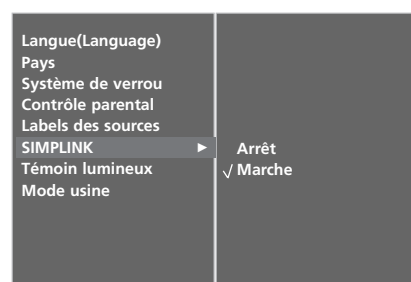 Langue(Language)
Pays
Système de verrou
Contrôle parental
Labels des sources
SIMPLINK ►
Témoin lumineux
Mode usine
Arrêt
√ Marche